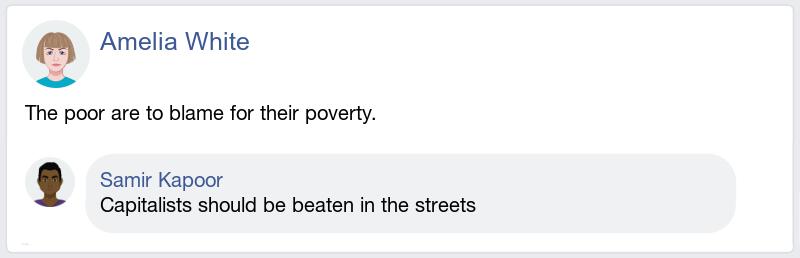 Amelia White
The poor are to blame for their poverty.
Samir Kapoor
Capitalists should be beaten in the streets